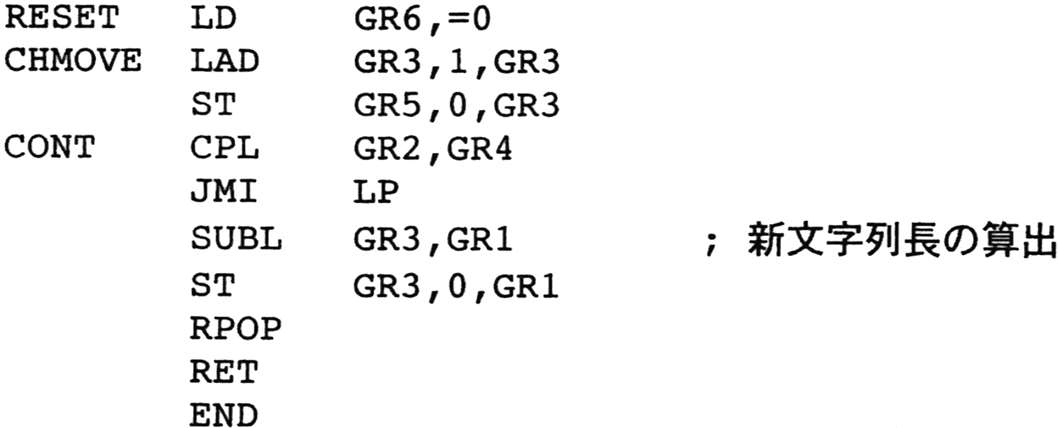 RESET LD GR6,=0
CHMOVE LAD GR3,1,GR3
ST GR5,0,GR3
CONT CPL GR2,GR4
JMI LP
SUBL GR3,GR1 ; 新文字列長の算出
ST GR3,0,GR1
RPOP
RET
END